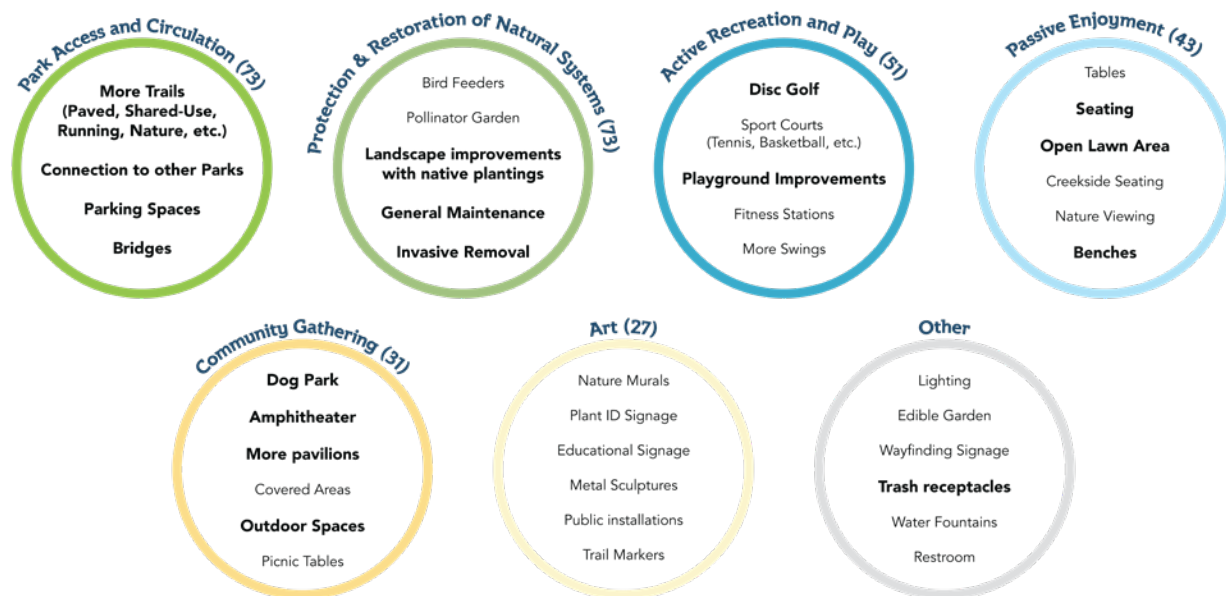 Park Access and Circulation (73)
More Trails
(Paved, Shared-Use,
Running, Nature, etc.)
Connection to other Parks
Parking Spaces
Bridges
Protection & Restoration of Natural Systems (73)
Bird Feeders
Pollinator Garden
Landscape improvements
with native plantings
General Maintenance
Invasive Removal
Active Recreation and Play (51)
Disc Golf
Sport Courts
(Tennis, Basketball, etc.)
Playground Improvements
Fitness Stations
More Swings
Passive Enjoyment (43)
Tables
Seating
Open Lawn Area
Creekside Seating
Nature Viewing
Benches
Community Gathering (31)
Dog Park
Amphitheater
More pavilions
Covered Areas
Outdoor Spaces
Picnic Tables
Art (27)
Nature Murals
Plant ID Signage
Educational Signage
Metal Sculptures
Public installations
Trail Markers
Other
Lighting
Edible Garden
Wayfinding Signage
Trash receptacles
Water Fountains
Restroom